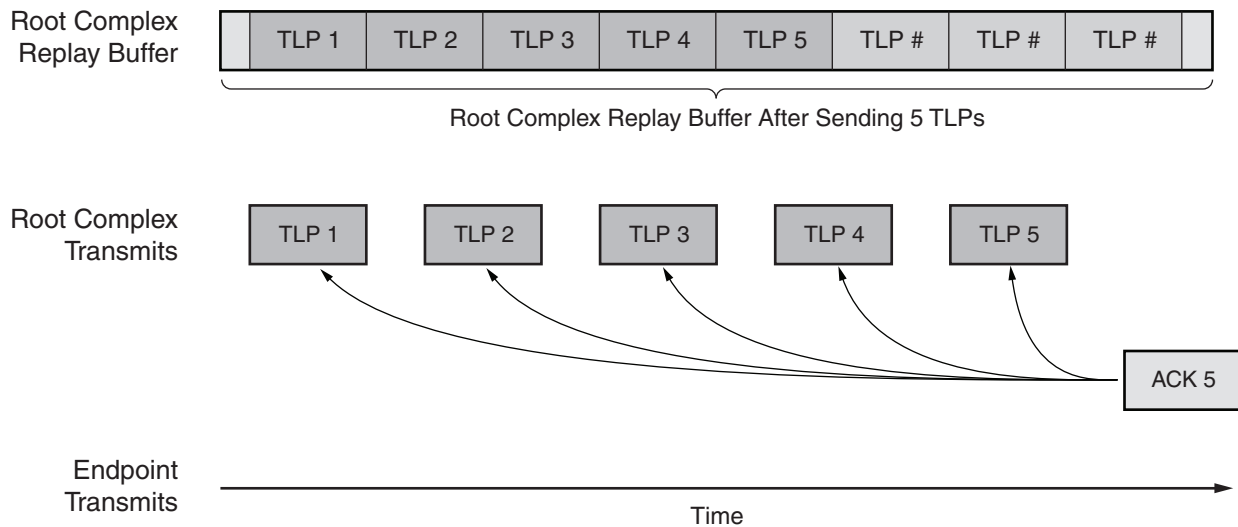 Root Complex
Replay Buffer
TLP 1 TLP 2 TLP 3 TLP 4 TLP 5 TLP # TLP # TLP #
Root Complex Replay Buffer After Sending 5 TLPs
Root Complex
Transmits
TLP 1 TLP 2 TLP 3 TLP 4 TLP 5
ACK 5
Endpoint
Transmits
Time